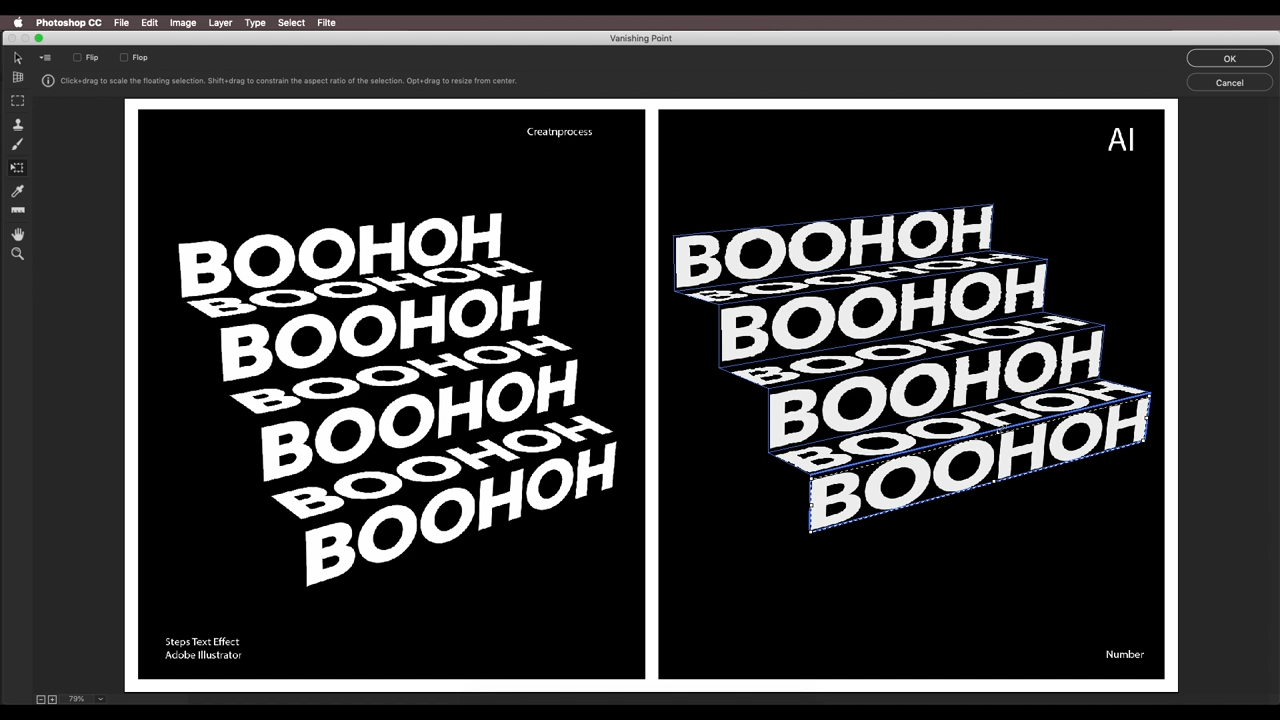 Photoshop CC File Edit Image Layer Type Select Filte
Vanishing Point
Flip Flop
OK
Click+drag to scale the floating selection. Shift+drag to constrain the aspect ratio of the selection. Opt+drag to resize from center.
Cancel
Creatnprocess
BOOHOH
BOOHOH
BOOHOH
BOOHOH
BOOHOH
BOOHOH
BOOHOH
Steps Text Effect
Adobe Illustrator
AI
BOOHOH
BOOHOH
BOOHOH
BOOHOH
BOOHOH
BOOHOH
BOOHOH
Number
79%